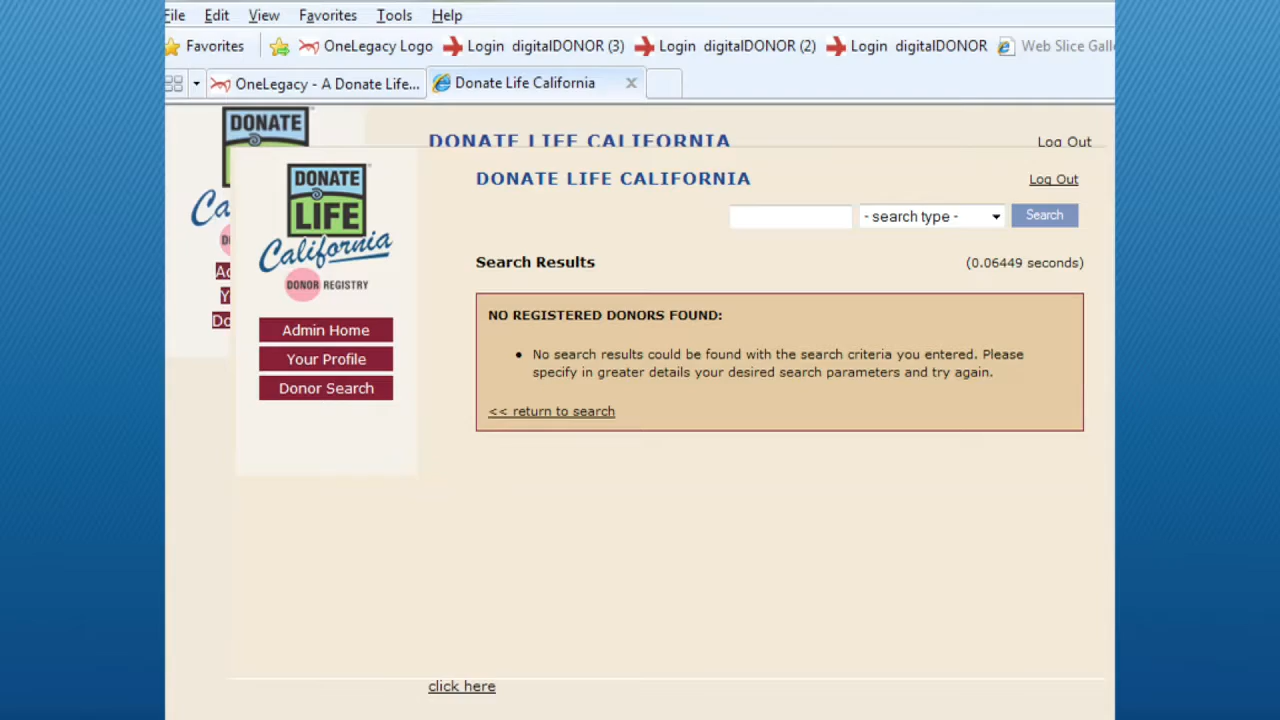 File Edit View Favorites Tools Help
Favorites OneLegacy Logo Login digitalDONOR (3) Login digitalDONOR (2) Login digitalDONOR Web Slice Gall
OneLegacy - A Donate Life... Donate Life California
DONATE
Ca
DONATE LIFE CALIFORNIA Log Out
DONATE
LIFE
California
DONOR REGISTRY
DONATE LIFE CALIFORNIA Log Out
- search type - Search
Admin Home
Your Profile
Donor Search
Search Results (0.06449 seconds)
NO REGISTERED DONORS FOUND:
• No search results could be found with the search criteria you entered. Please
specify in greater details your desired search parameters and try again.
<< return to search
click here